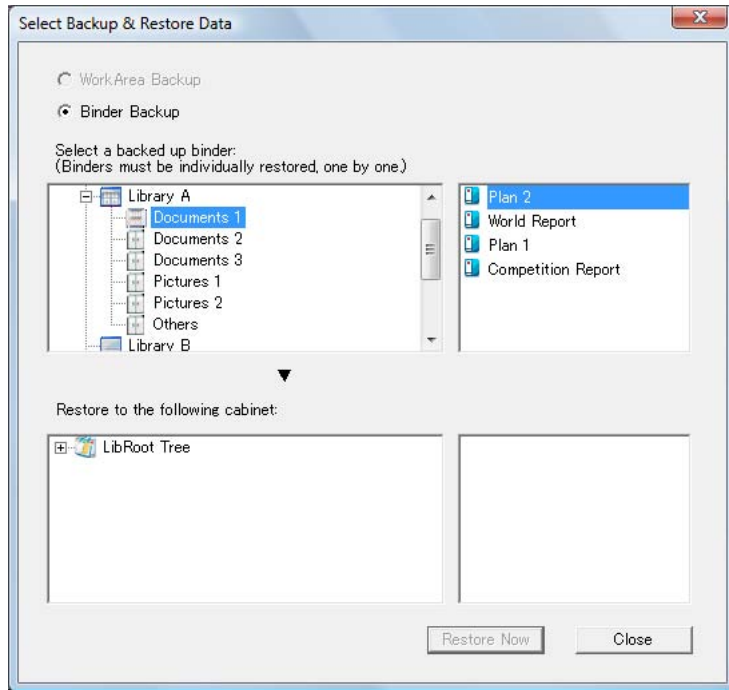 Select Backup & Restore Data
WorkArea Backup
Binder Backup
Select a backed up binder:
(Binders must be individually restored, one by one.)
Library A
Documents 1
Documents 2
Documents 3
Pictures 1
Pictures 2
Others
Library B
Plan 2
World Report
Plan 1
Competition Report
Restore to the following cabinet:
LibRoot Tree
Restore Now
Close